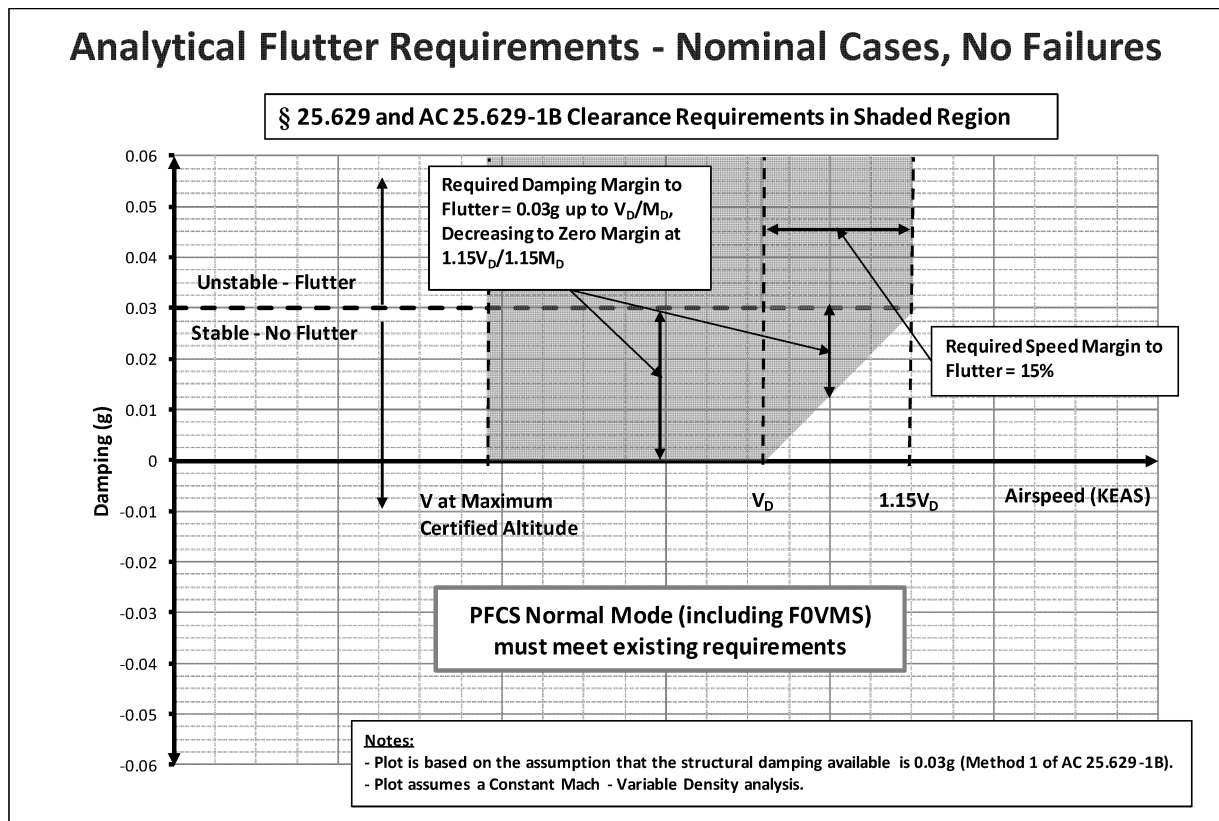 Analytical Flutter Requirements - Nominal Cases, No Failures
§ 25.629 and AC 25.629-1B Clearance Requirements in Shaded Region
0.06
0.05
0.04
0.03
0.02
0.01
0
-0.01
-0.02
-0.03
-0.04
-0.05
-0.06
Damping (g)
Required Damping Margin to
Flutter = 0.03g up to VD/MD,
Decreasing to Zero Margin at
1.15VD/1.15MD
Unstable - Flutter
Stable - No Flutter
Required Speed Margin to
Flutter = 15%
V at Maximum
Certified Altitude
VD
1.15VD
Airspeed (KEAS)
PFCS Normal Mode (including F0VMS)
must meet existing requirements
Notes:
- Plot is based on the assumption that the structural damping available is 0.03g (Method 1 of AC 25.629-1B).
- Plot assumes a Constant Mach - Variable Density analysis.